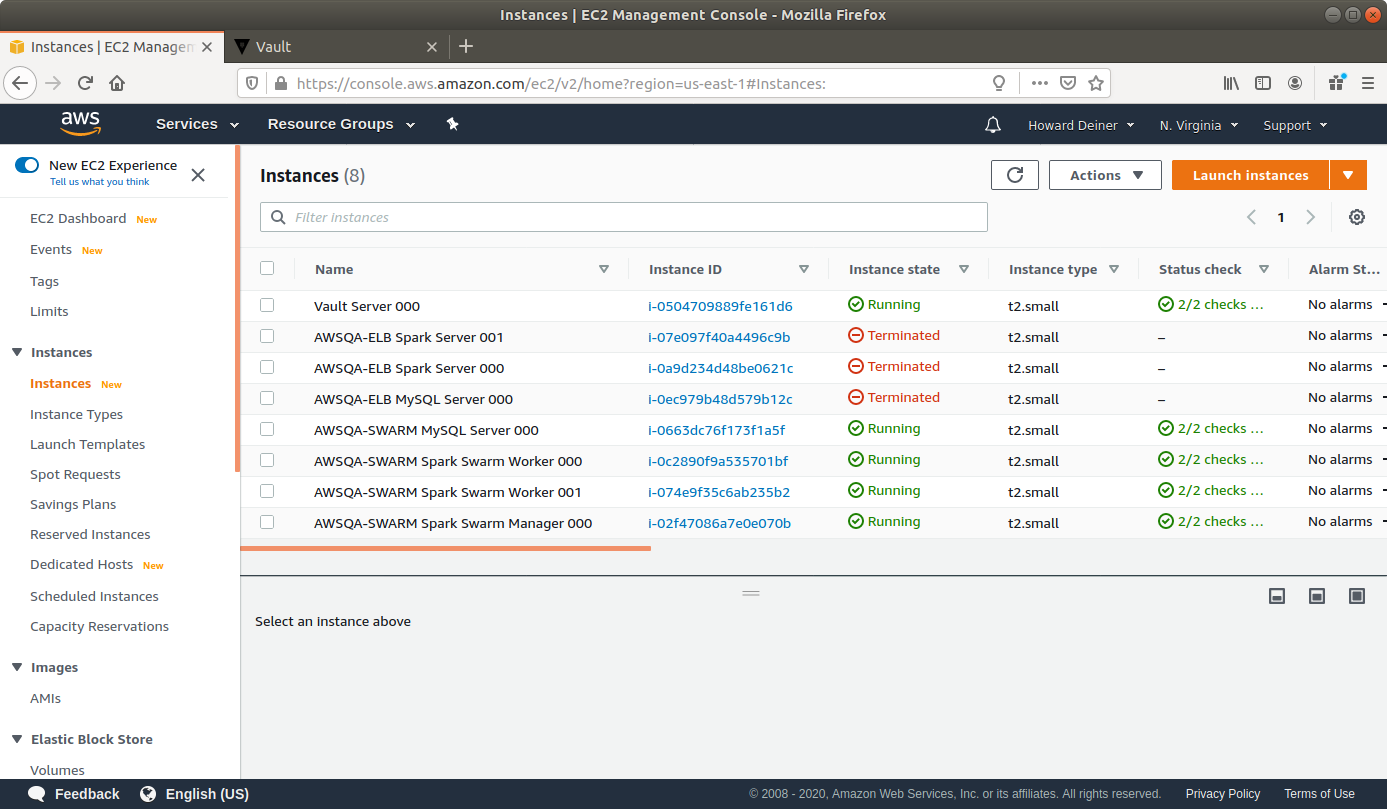 Instances | EC2 Management Console - Mozilla Firefox
Instances | EC2 Managem Vault
https://console.aws.amazon.com/ec2/v2/home?region=us-east-1#Instances:
aws Services Resource Groups Howard Deiner N. Virginia Support
New EC2 Experience
Tell us what you think
EC2 Dashboard New
Events New
Tags
Limits
Instances
Instances New
Instance Types
Launch Templates
Spot Requests
Savings Plans
Reserved Instances
Dedicated Hosts New
Scheduled Instances
Capacity Reservations
Images
AMIs
Elastic Block Store
Volumes
Instances (8) Actions Launch instances
Filter instances 1
Name Instance ID Instance state Instance type Status check Alarm St...
Vault Server 000 i-0504709889fe161d6 Running t2.small 2/2 checks ... No alarms
AWSQA-ELB Spark Server 001 i-07e097f40a4496c9b Terminated t2.small – No alarms
AWSQA-ELB Spark Server 000 i-0a9d234d48be0621c Terminated t2.small – No alarms
AWSQA-ELB MySQL Server 000 i-0ec979b48d579b12c Terminated t2.small – No alarms
AWSQA-SWARM MySQL Server 000 i-0663dc76f173f1a5f Running t2.small 2/2 checks ... No alarms
AWSQA-SWARM Spark Swarm Worker 000 i-0c2890f9a535701bf Running t2.small 2/2 checks ... No alarms
AWSQA-SWARM Spark Swarm Worker 001 i-074e9f35c6ab235b2 Running t2.small 2/2 checks ... No alarms
AWSQA-SWARM Spark Swarm Manager 000 i-02f47086a7e0e070b Running t2.small 2/2 checks ... No alarms
Select an instance above
Feedback English (US) © 2008 - 2020, Amazon Web Services, Inc. or its affiliates. All rights reserved. Privacy Policy Terms of Use